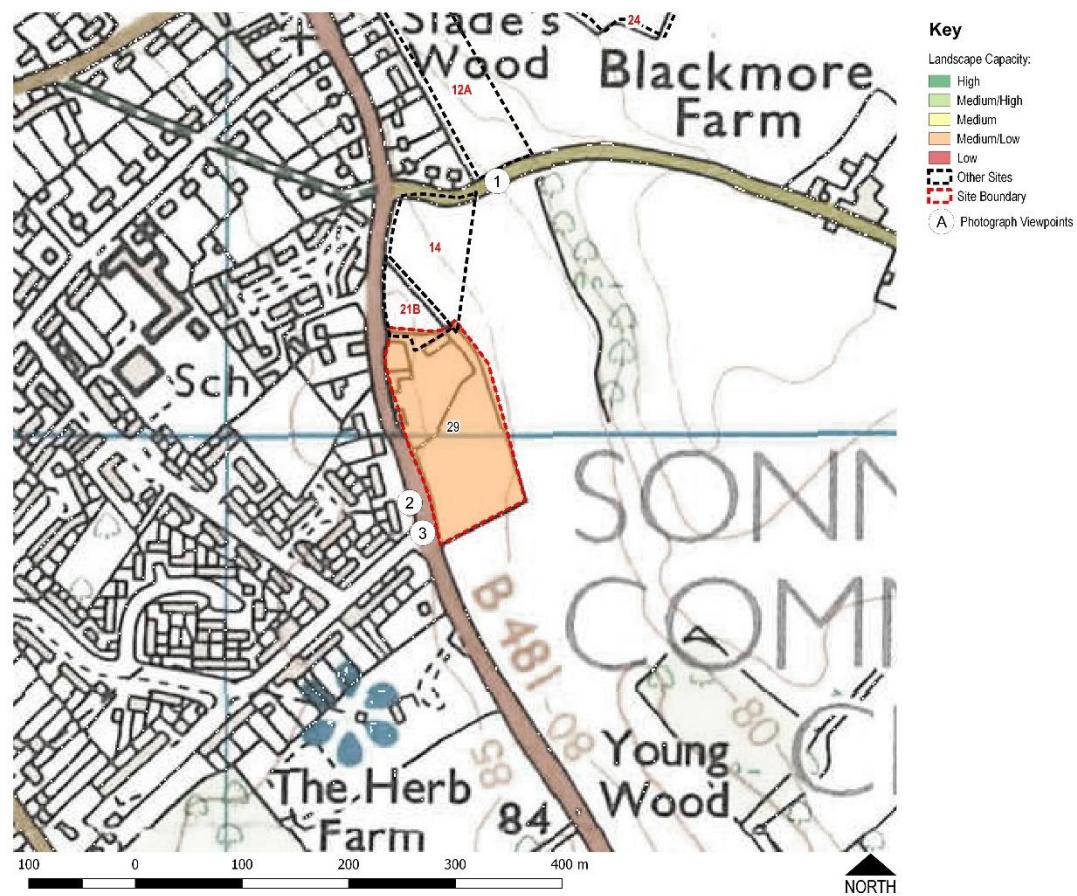 Slade's
Wood
24
12A
Blackmore
Farm
1
14
21B
Sch
29
2
3
SONN
COMM
B 481-08
80
85
C
Young
Wood
The Herb
Farm
84
100 0 100 200 300 400 m
NORTH
Key
Landscape Capacity:
High
Medium/High
Medium
Medium/Low
Low
Other Sites
Site Boundary
A Photograph Viewpoints